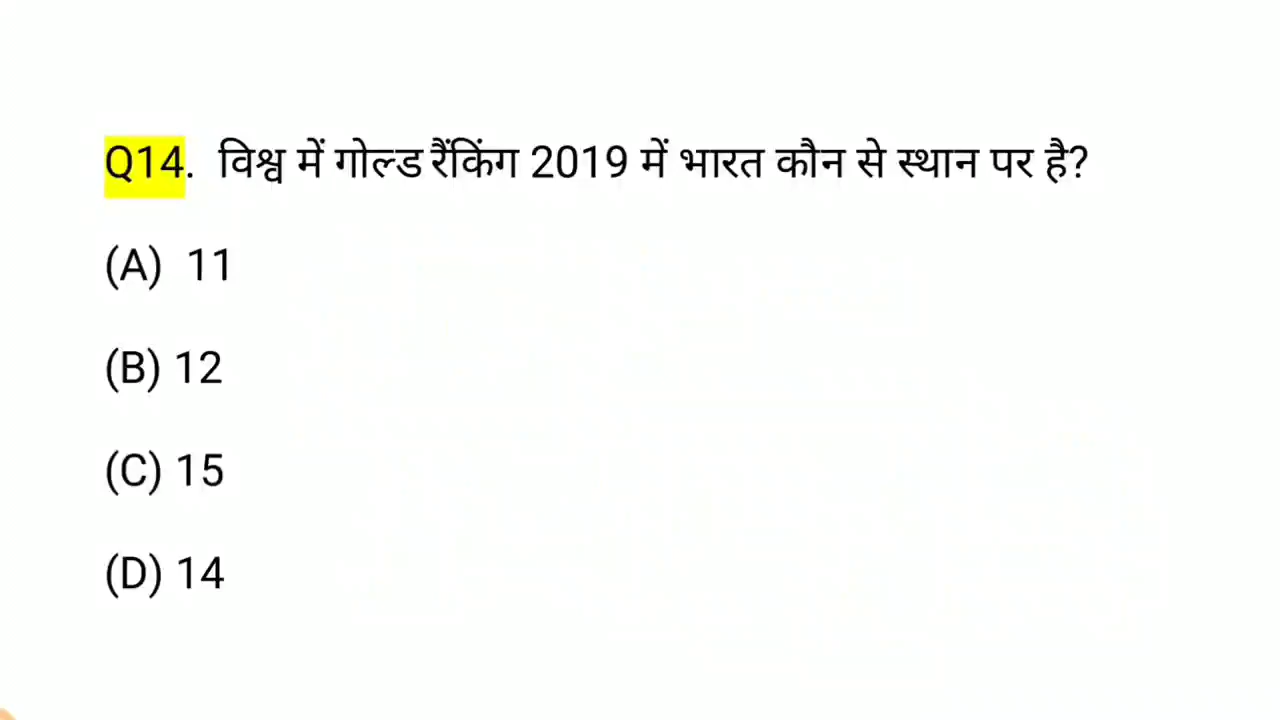 Q14. विश्व में गोल्ड रैंकिंग 2019 में भारत कौन से स्थान पर है?
(A) 11
(B) 12
(C) 15
(D) 14